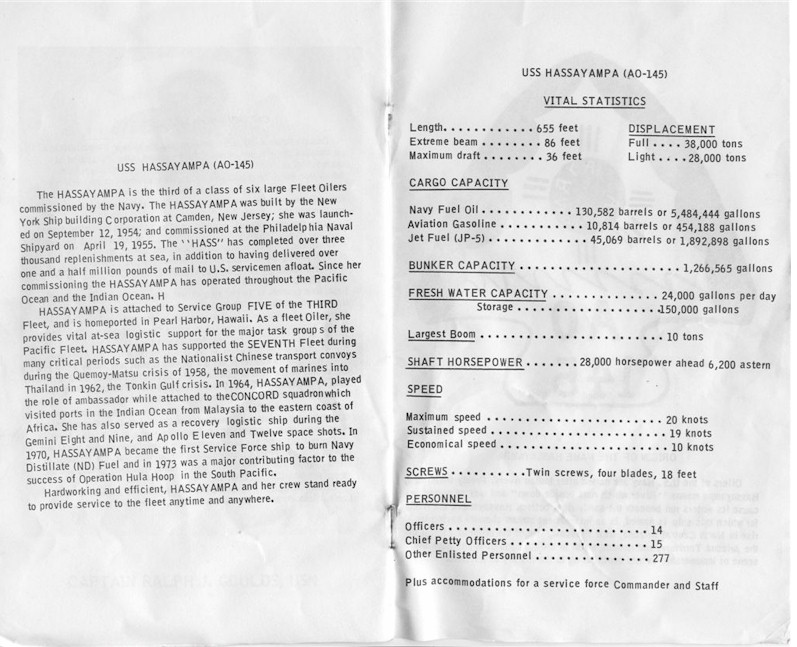 USS HASSAYAMPA (AO-145)
The HASSAYAMPA is the third of a class of six large Fleet Oilers
commissioned by the Navy. The HASSAYAMPA was built by the New
York Ship building Corporation at Camden, New Jersey; she was launch-
ed on September 12, 1954; and commissioned at the Philadelphia Naval
Shipyard on April 19, 1955. The "HASS" has completed over three
thousand replenishments at sea, in addition to having delivered over
one and a half million pounds of mail to U.S. servicemen afloat. Since her
commissioning the HASSAYAMPA has operated throughout the Pacific
Ocean and the Indian Ocean. H
HASSAYAMPA is attached to Service Group FIVE of the THIRD
Fleet, and is homeported in Pearl Harbor, Hawaii. As a fleet Oiler, she
provides vital at-sea logistic support for the major task groups of the
Pacific Fleet. HASSAYAMPA has supported the SEVENTH Fleet during
many critical periods such as the Nationalist Chinese transport convoys
during the Quemoy-Matsu crisis of 1958, the movement of marines into
Thailand in 1962, the Tonkin Gulf crisis. In 1964, HASSAYAMPA, played
the role of ambassador while attached to the CONCORD squadron which
visited ports in the Indian Ocean from Malaysia to the eastern coast of
Africa. She has also served as a recovery logistic ship during the
Gemini Eight and Nine, and Apollo Eleven and Twelve space shots. In
1970, HASSAYAMPA became the first Service Force ship to burn Navy
Distillate (ND) Fuel and in 1973 was a major contributing factor to the
success of Operation Hula Hoop in the South Pacific.
Hardworking and efficient, HASSAYAMPA and her crew stand ready
to provide service to the fleet anytime and anywhere.
USS HASSAYAMPA (AO-145)
VITAL STATISTICS
Length. . . . . . . . . . . . 655 feet
Extreme beam . . . . . . . . 86 feet
Maximum draft . . . . . . . . 36 feet
DISPLACEMENT
Full . . . . 38,000 tons
Light . . . . 28,000 tons
CARGO CAPACITY
Navy Fuel Oil . . . . . . . . . . . . . 130,582 barrels or 5,484,444 gallons
Aviation Gasoline . . . . . . . . . . . . 10,814 barrels or 454,188 gallons
Jet Fuel (JP-5) . . . . . . . . . . . . . . 45,069 barrels or 1,892,898 gallons
BUNKER CAPACITY . . . . . . . . . . . . . . . . . . . . . 1,266,565 gallons
FRESH WATER CAPACITY . . . . . . . . . . . . . . 24,000 gallons per day
Storage . . . . . . . . . . . . . . . . . . 150,000 gallons
Largest Boom . . . . . . . . . . . . . . . . . . . . . . 10 tons
SHAFT HORSEPOWER . . . . . . . 28,000 horsepower ahead 6,200 astern
SPEED
Maximum speed . . . . . . . . . . . . . . . . . . . . . . . 20 knots
Sustained speed . . . . . . . . . . . . . . . . . . . . . . . 19 knots
Economical speed . . . . . . . . . . . . . . . . . . . . . . 10 knots
SCREWS . . . . . . . . . . Twin screws, four blades, 18 feet
PERSONNEL
Officers . . . . . . . . . . . . . . . . . . . . . . . . . . 14
Chief Petty Officers . . . . . . . . . . . . . . . . . . . 15
Other Enlisted Personnel . . . . . . . . . . . . . . . . 277
Plus accommodations for a service force Commander and Staff